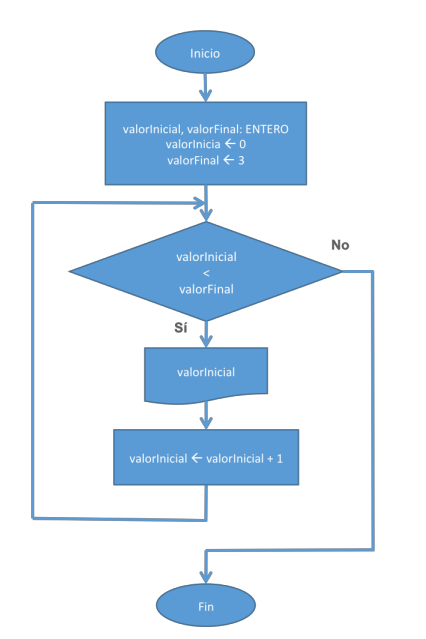 Inicio
valorInicial, valorFinal: ENTERO
valorInicia ← 0
valorFinal ← 3
valorInicial
<
valorFinal
No
Sí
valorInicial
valorInicial ← valorInicial + 1
Fin